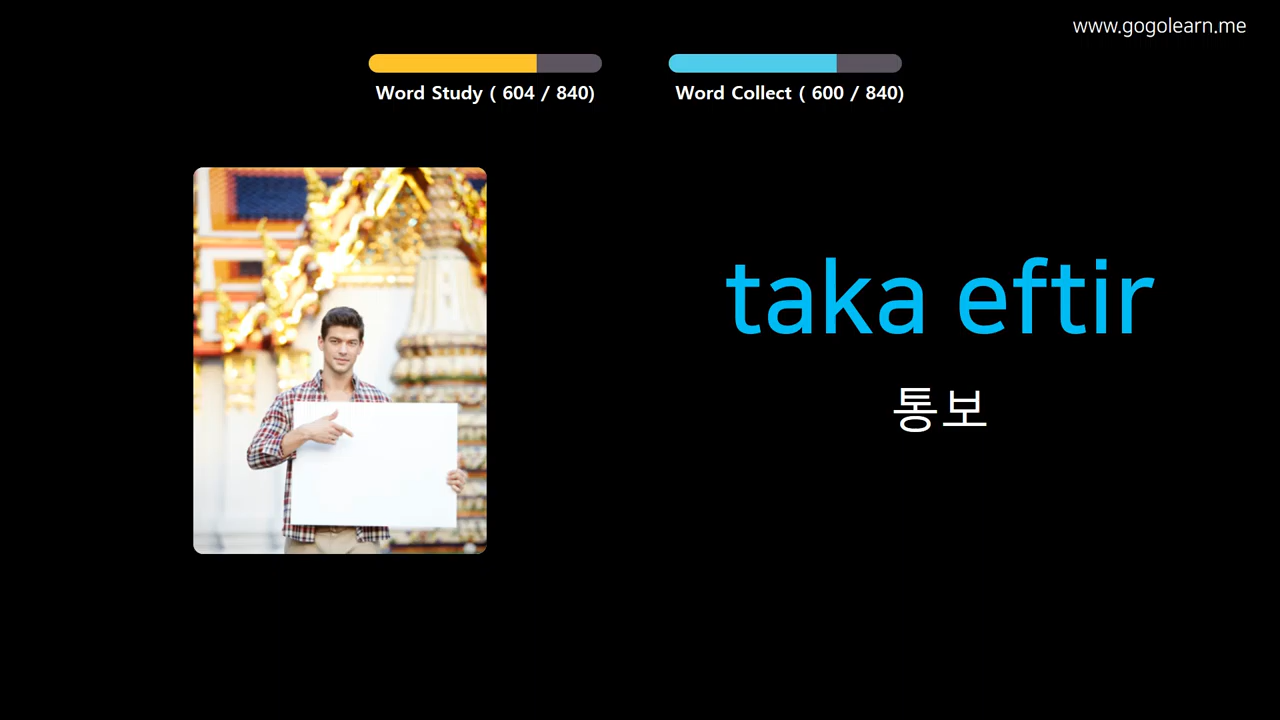 www.gogolearn.me
Word Study ( 604 / 840)
Word Collect ( 600 / 840)
taka eftir
통보